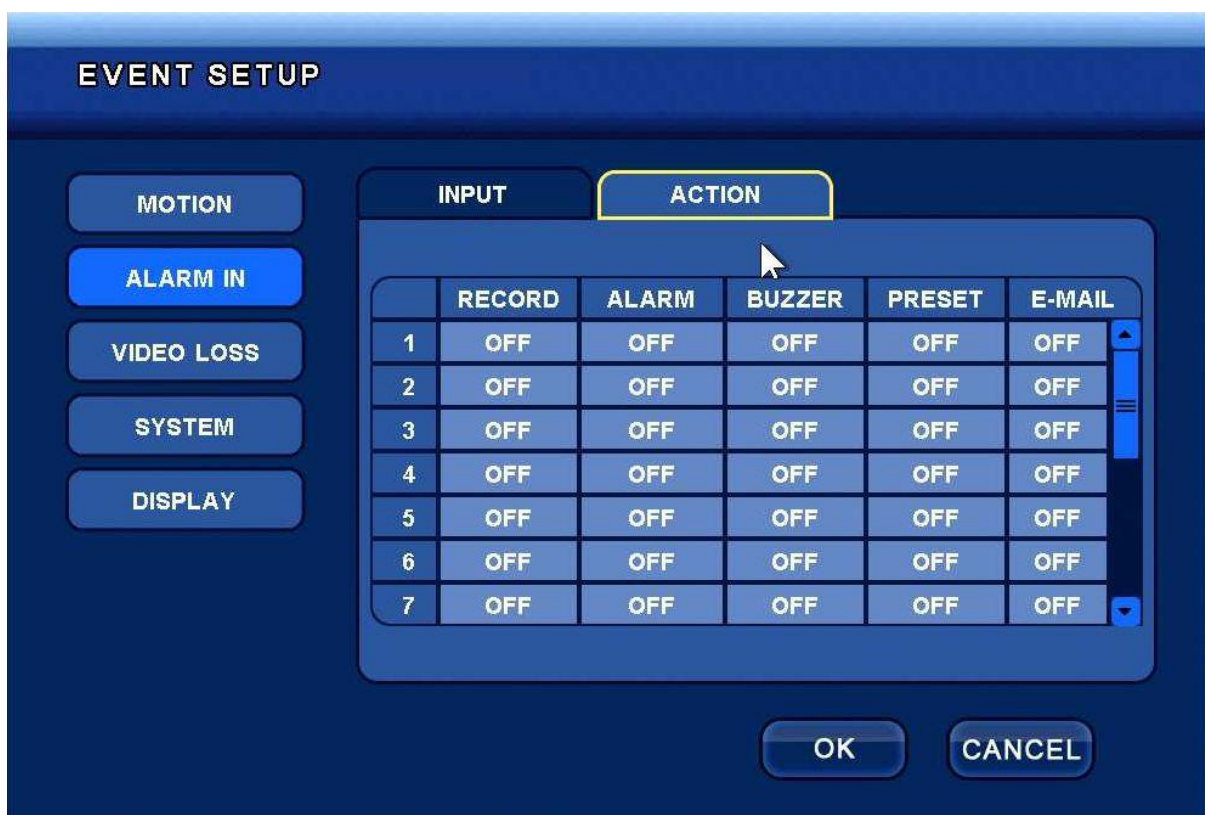 EVENT SETUP
MOTION
ALARM IN
VIDEO LOSS
SYSTEM
DISPLAY
INPUT ACTION
RECORD ALARM BUZZER PRESET E-MAIL
1 OFF OFF OFF OFF OFF
2 OFF OFF OFF OFF OFF
3 OFF OFF OFF OFF OFF
4 OFF OFF OFF OFF OFF
5 OFF OFF OFF OFF OFF
6 OFF OFF OFF OFF OFF
7 OFF OFF OFF OFF OFF
OK CANCEL